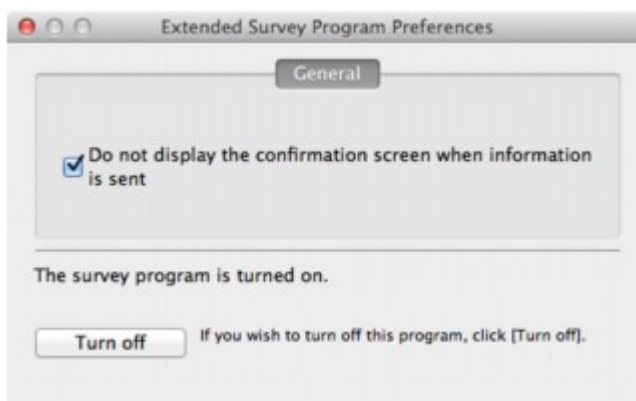 Extended Survey Program Preferences
General
Do not display the confirmation screen when information
is sent
The survey program is turned on.
Turn off
If you wish to turn off this program, click [Turn off].